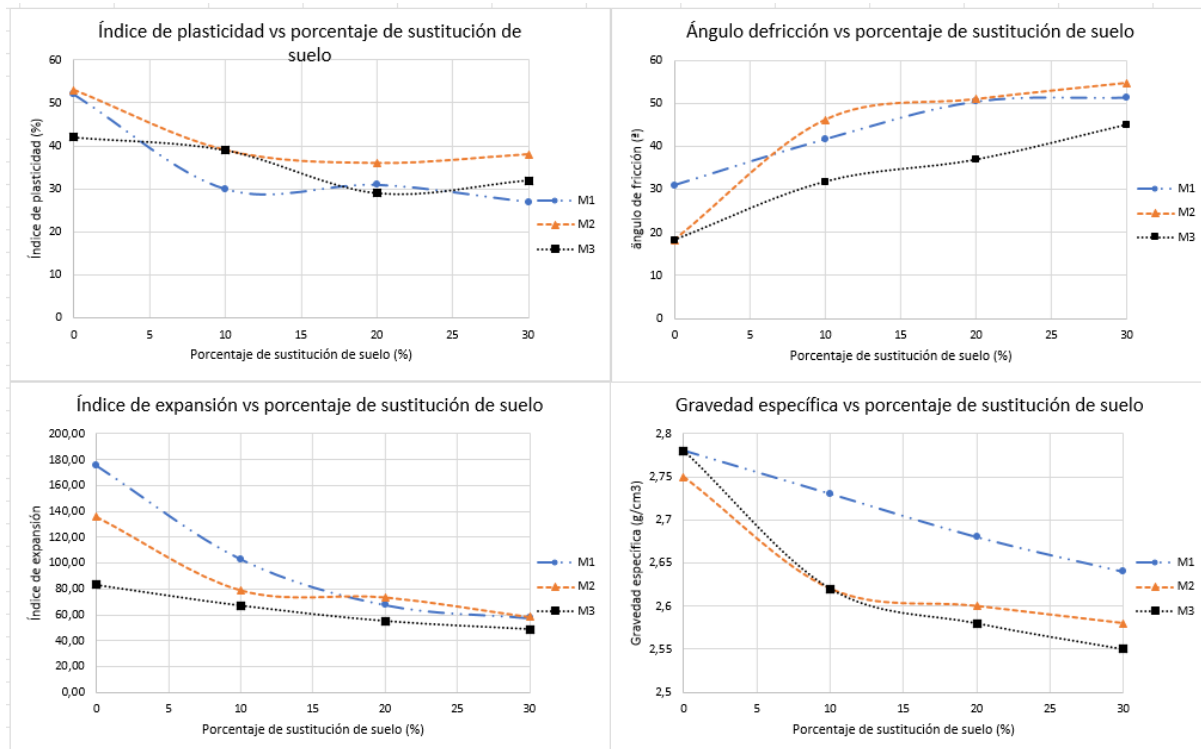 Índice de plasticidad vs porcentaje de sustitución de
suelo
60
50
40
30
20
10
0
Índice de plasticidad (%)
0 5 10 15 20 25 30
Porcentaje de sustitución de suelo (%)
M1
M2
M3
Ángulo defricción vs porcentaje de sustitución de suelo
60
50
40
30
20
10
0
ängulo de fricción (ª)
0 5 10 15 20 25 30
Porcentaje de sustitución de suelo (%)
M1
M2
M3
Índice de expansión vs porcentaje de sustitución de suelo
200,00
180,00
160,00
140,00
120,00
100,00
80,00
60,00
40,00
20,00
0,00
Índice de expansión
0 5 10 15 20 25 30
Porcentaje de sustitución de suelo (%)
M1
M2
M3
Gravedad específica vs porcentaje de sustitución de suelo
2,8
2,75
2,7
2,65
2,6
2,55
2,5
Gravedad específica (g/cm3)
0 5 10 15 20 25 30
Porcentaje de sustitución de suelo (%)
M1
M2
M3